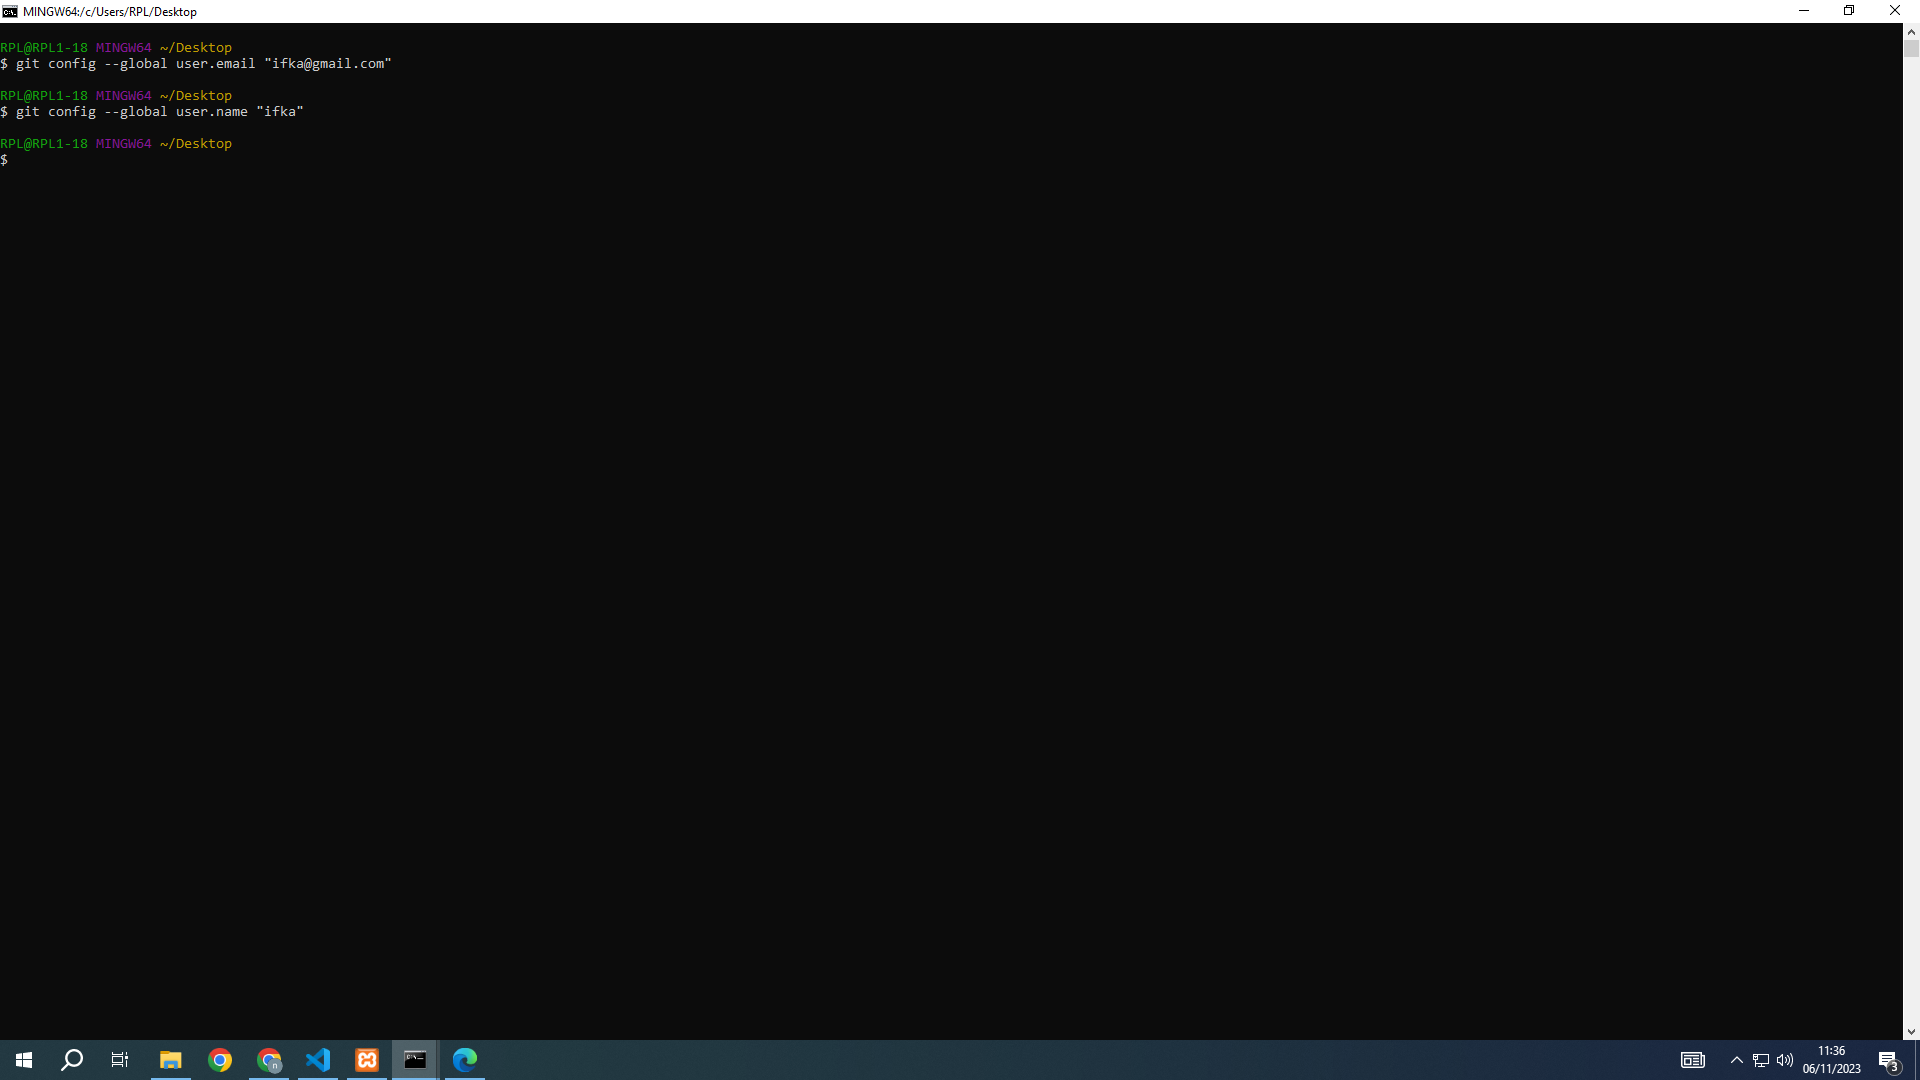 MINGW64:/c/Users/RPL/Desktop
RPL@RPL1-18 MINGW64 ~/Desktop
$ git config --global user.email "ifka@gmail.com"
RPL@RPL1-18 MINGW64 ~/Desktop
$ git config --global user.name "ifka"
RPL@RPL1-18 MINGW64 ~/Desktop
$
n
11:36
06/11/2023
3